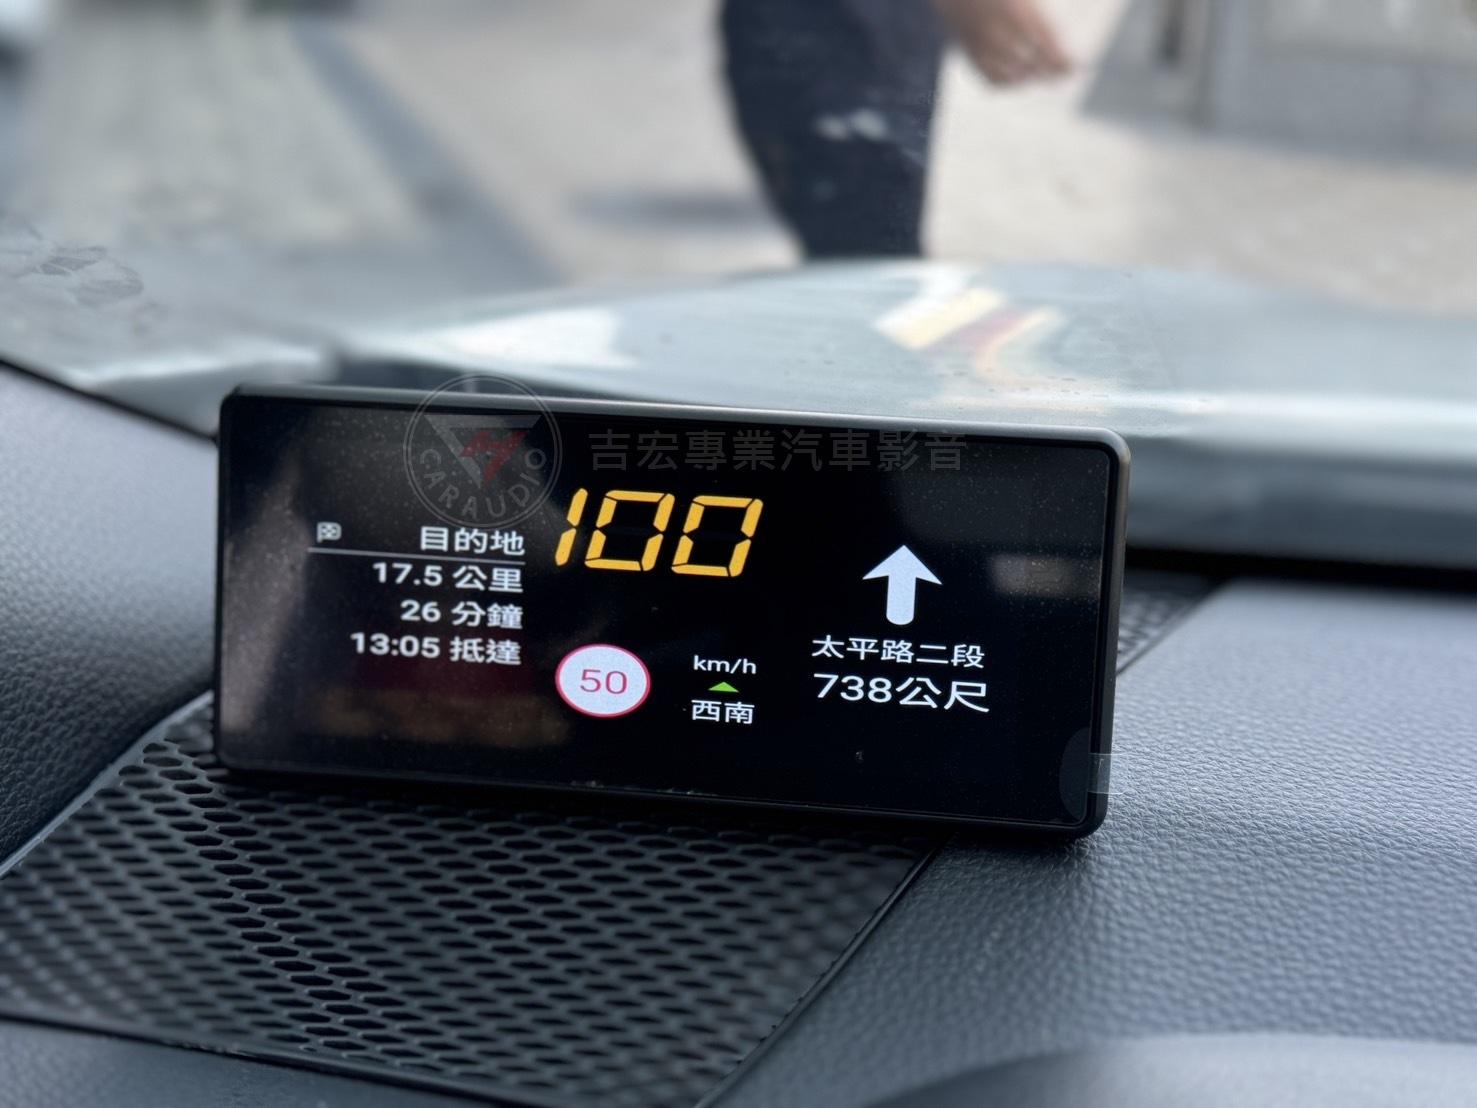 吉宏專業汽車影音
CARAUDIO
100
目的地
17.5 公里
26 分鐘
13:05 抵達
50
km/h
西南
太平路二段
738公尺